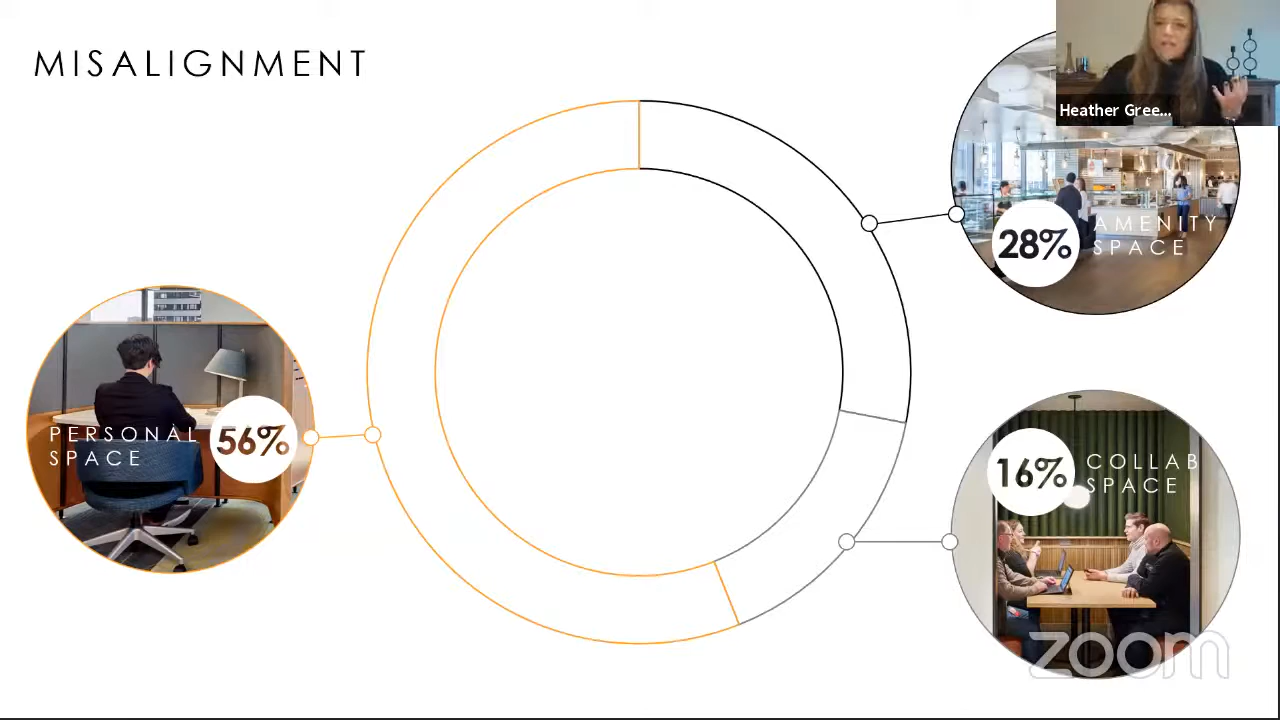 MISALIGNMENT
Heather Gree...
28%
AMENITY
SPACE
PERSONAL
SPACE
56%
16%
COLLAB
SPACE
zoom